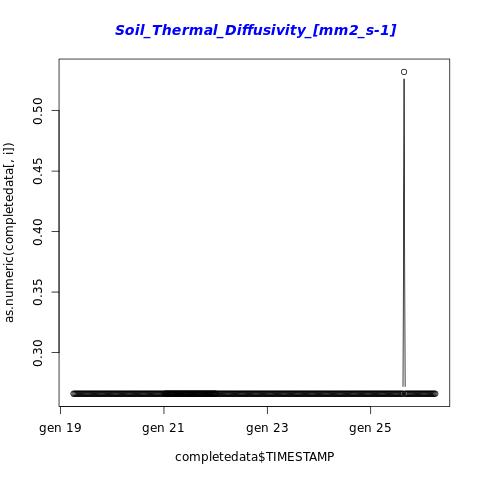 Soil_Thermal_Diffusivity_[mm2_s-1]
as.numeric(completedata[, i])
0.50
0.45
0.40
0.35
0.30
gen 19 gen 21 gen 23 gen 25
completedata$TIMESTAMP